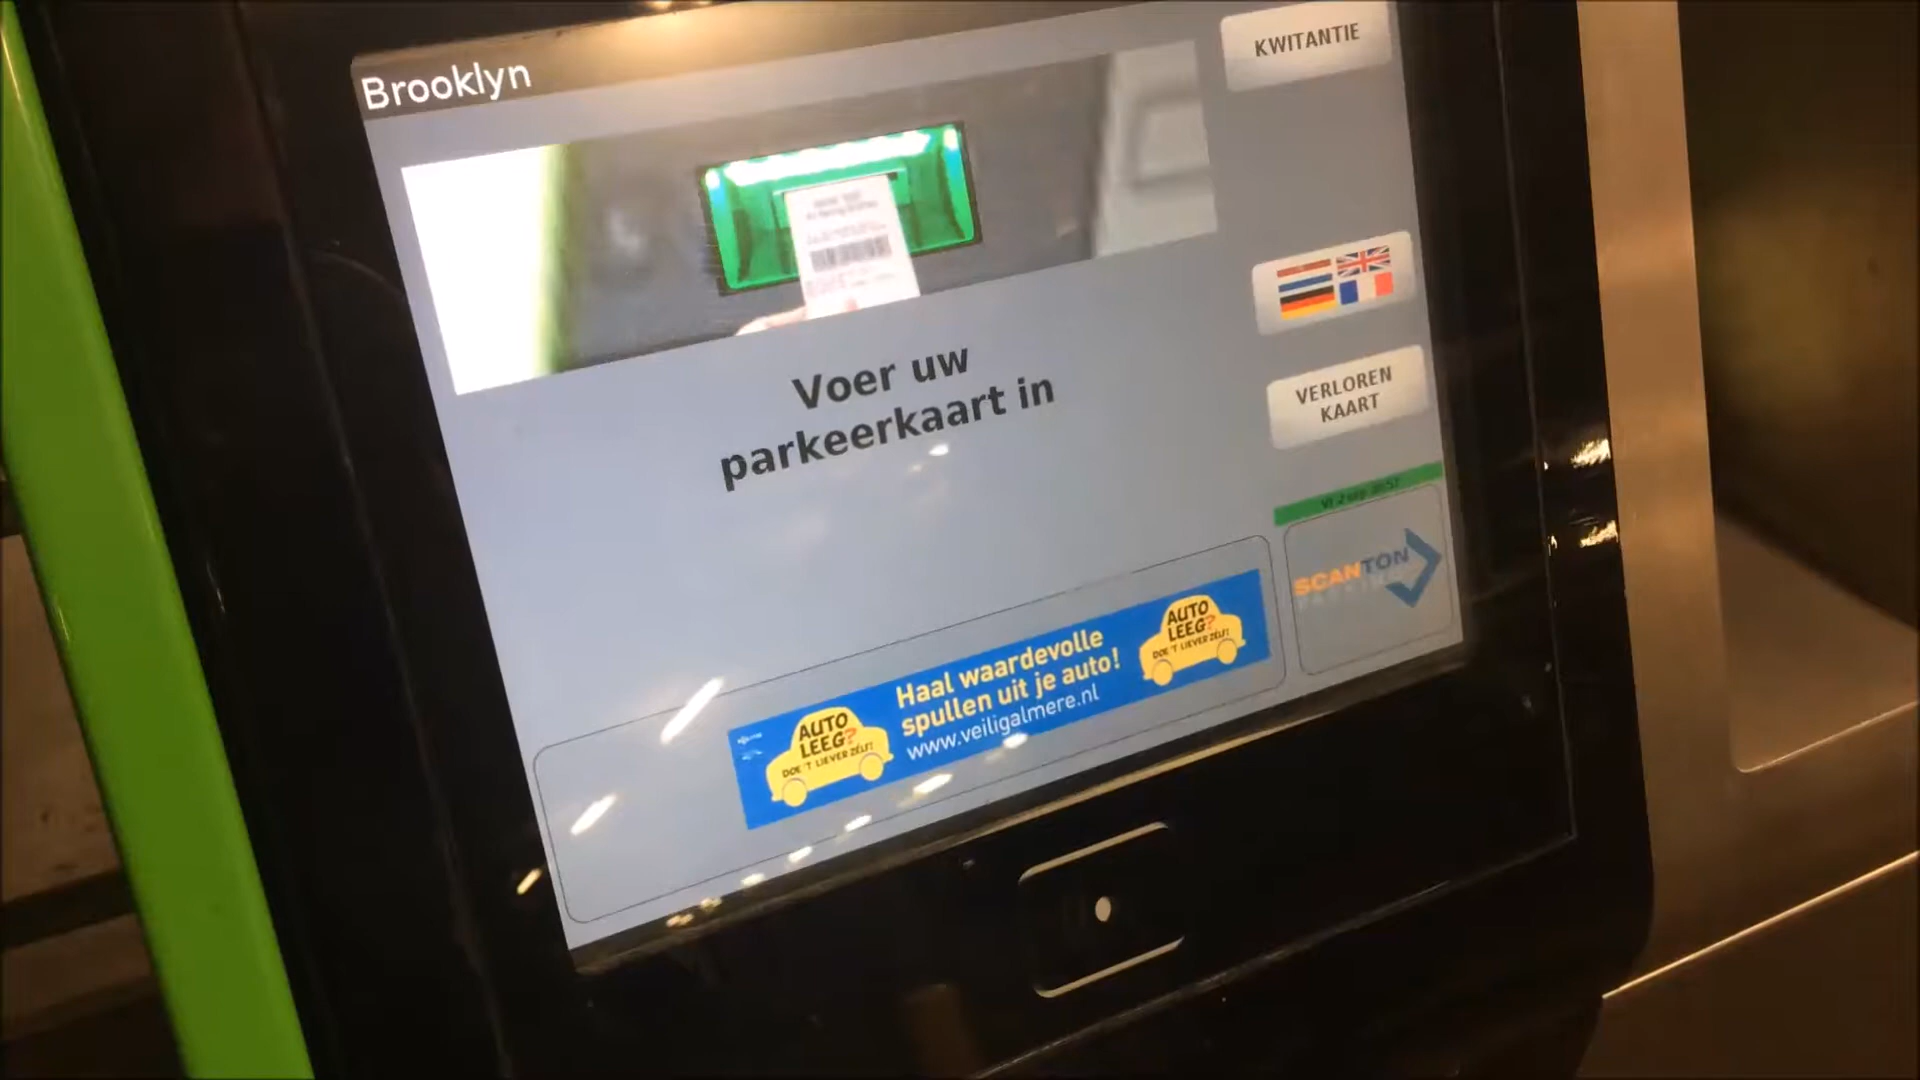 Brooklyn
KWITANTIE
Voer uw
parkeerkaart in
VERLOREN
KAART
SCANTON
AUTO
LEEG?
DOE 'T LIEVER ZELF!
Haal waardevolle
spullen uit je auto!
www.veiligalmere.nl
AUTO
LEEG?
DOE 'T LIEVER ZELF!